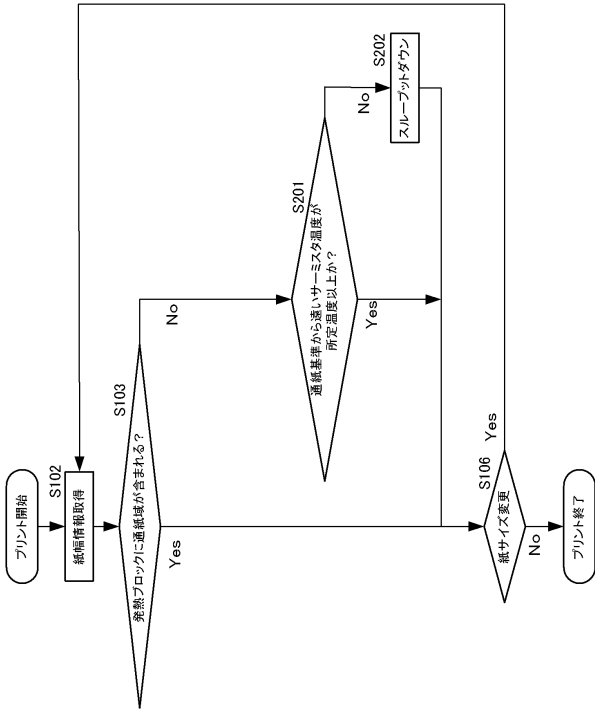 プリント開始
S102
紙幅情報取得
S103
発熱ブロックに通紙域が含まれる？
Yes
No
S201
通紙基準から遠いサーミスタ温度が
所定温度以上か？
Yes
No
S202
スループットダウン
S106
紙サイズ変更
Yes
No
プリント終了